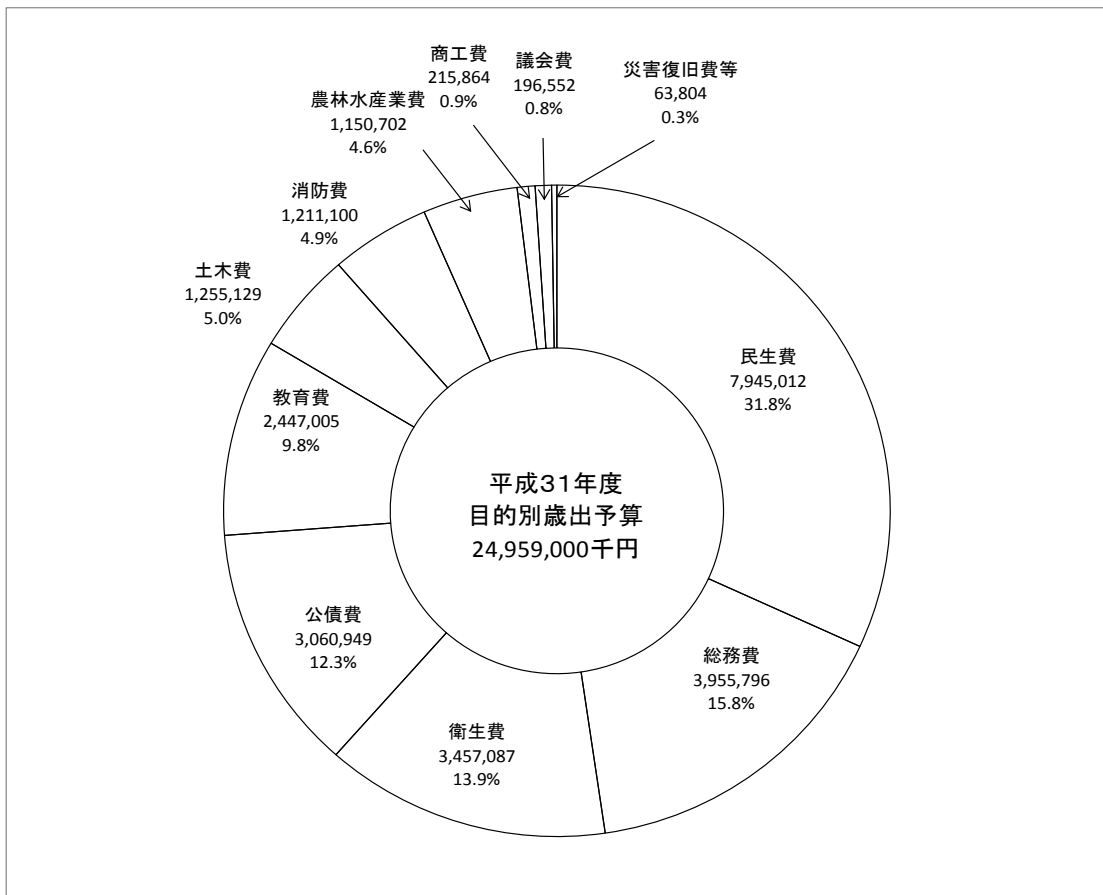 商工費
215,864
0.9%
議会費
196,552
0.8%
災害復旧費等
63,804
0.3%
農林水産業費
1,150,702
4.6%
消防費
1,211,100
4.9%
土木費
1,255,129
5.0%
教育費
2,447,005
9.8%
公債費
3,060,949
12.3%
衛生費
3,457,087
13.9%
総務費
3,955,796
15.8%
民生費
7,945,012
31.8%
平成31年度
目的別歳出予算
24,959,000千円